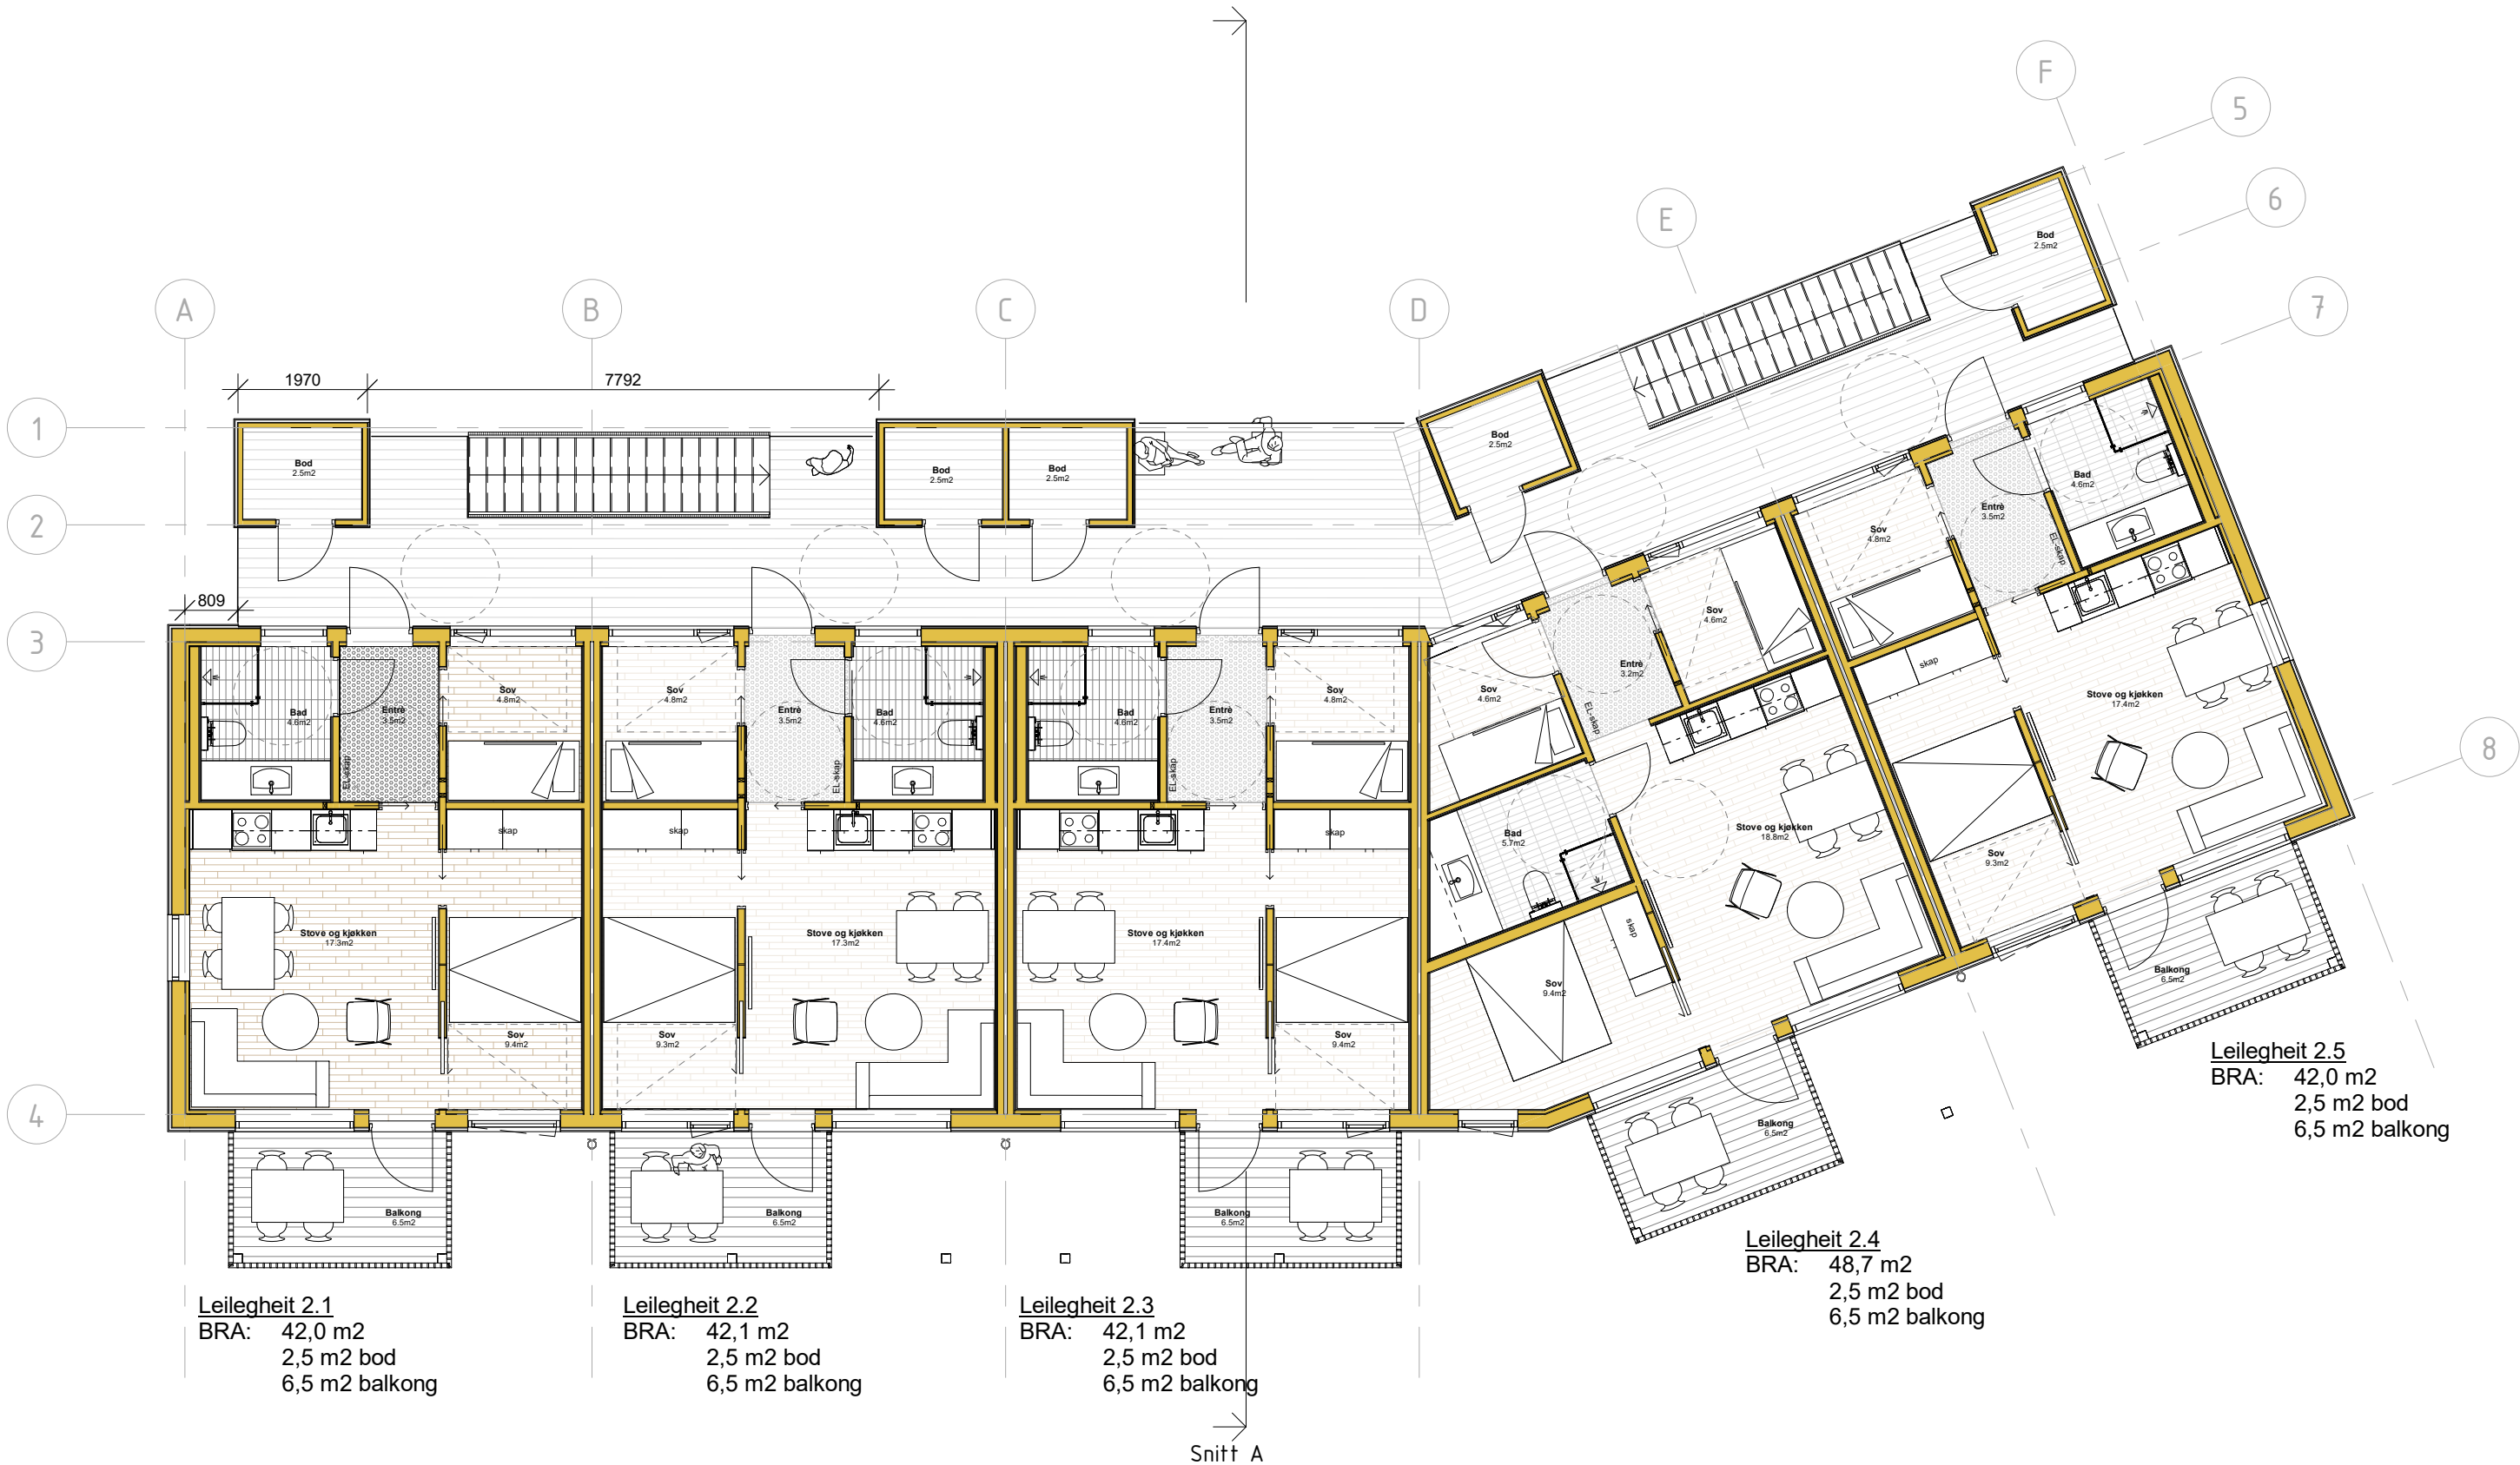 F
5
6
E
7
A
B
C
D
Bod
2.5m2
1970
7792
1
Bod
2.5m2
Bod
2.5m2
Bod
2.5m2
Bod
2.5m2
2
809
3
Bad
4.6m2
Entrè
3.5m2
EL-skap
Sov
4.8m2
Sov
4.8m2
Entrè
3.5m2
EL-skap
Bad
4.6m2
Bad
4.6m2
Entrè
3.5m2
EL-skap
Sov
4.8m2
Sov
4.6m2
Entrè
3.2m2
EL-skap
Sov
4.6m2
Sov
4.8m2
Entrè
3.5m2
EL-skap
Bad
4.6m2
skap
skap
skap
skap
Bad
5.7m2
skap
Stove og kjøkken
17.3m2
Stove og kjøkken
17.3m2
Stove og kjøkken
17.4m2
Stove og kjøkken
18.8m2
Stove og kjøkken
17.4m2
8
Sov
9.4m2
Sov
9.3m2
Sov
9.4m2
Sov
9.4m2
Sov
9.3m2
4
Balkong
6.5m2
Balkong
6.5m2
Balkong
6.5m2
Balkong
6.5m2
Balkong
6.5m2
Leilegheit 2.5
BRA: 42,0 m2
2,5 m2 bod
6,5 m2 balkong
Leilegheit 2.4
BRA: 48,7 m2
2,5 m2 bod
6,5 m2 balkong
Leilegheit 2.1
BRA: 42,0 m2
2,5 m2 bod
6,5 m2 balkong
Leilegheit 2.2
BRA: 42,1 m2
2,5 m2 bod
6,5 m2 balkong
Leilegheit 2.3
BRA: 42,1 m2
2,5 m2 bod
6,5 m2 balkong
Snitt A